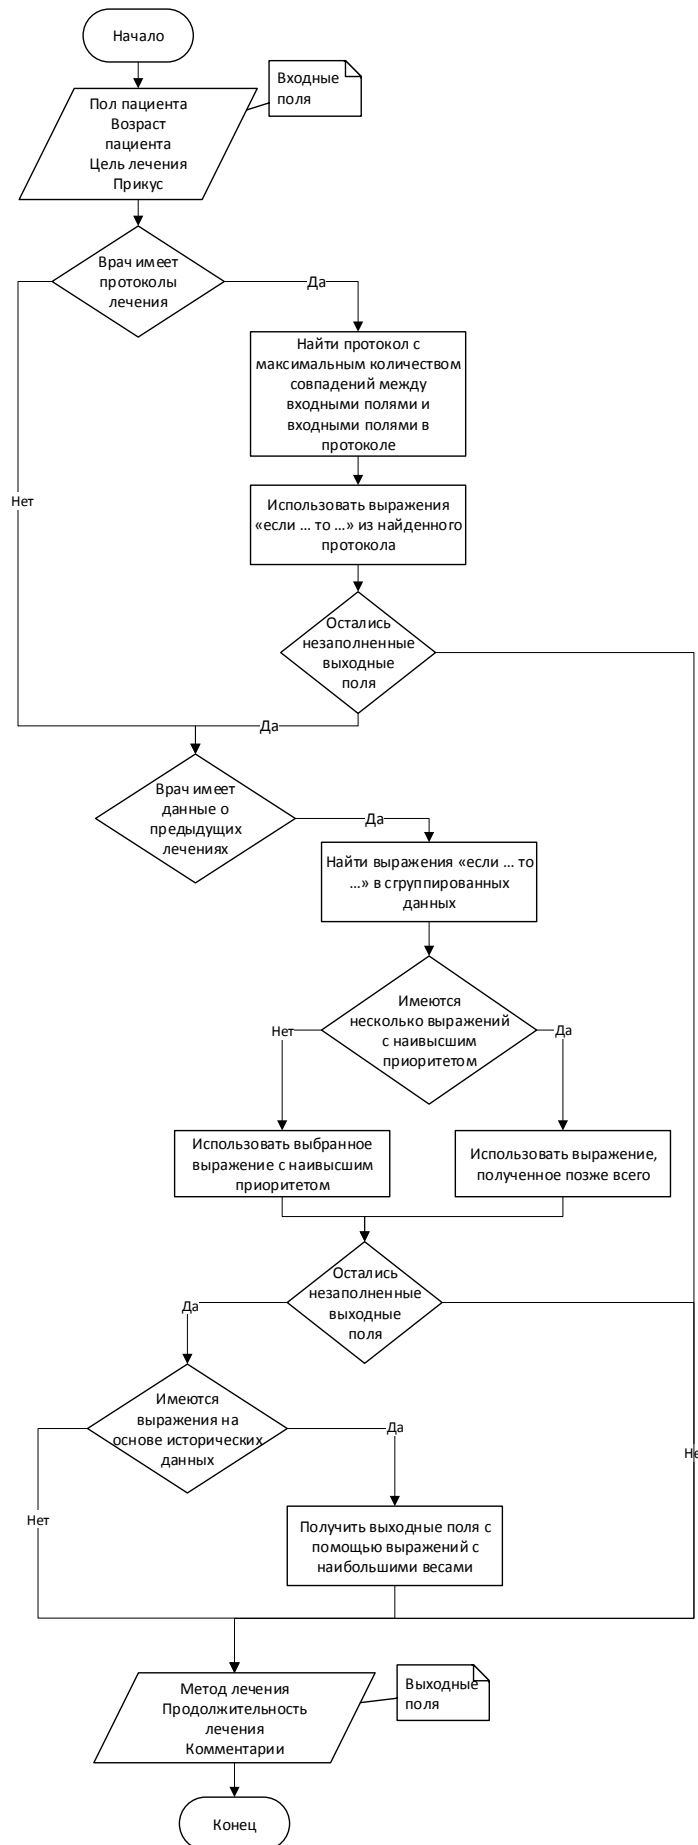 Начало
Входные
поля
Пол пациента
Возраст
пациента
Цель лечения
Прикус
Врач имеет
протоколы
лечения
Да
Найти протокол с
максимальным количеством
совпадений между
входными полями и
входными полями в
протоколе
Нет
Использовать выражения
«если ... то ...» из найденного
протокола
Остались
незаполненные
выходные
поля
Да
Врач имеет
данные о
предыдущих
лечениях
Да
Найти выражения «если ... то
...» в сгруппированных
данных
Имеются
несколько выражений
с наивысшим
приоритетом
Нет
Да
Использовать выбранное
выражение с наивысшим
приоритетом
Использовать выражение,
полученное позже всего
Остались
незаполненные
выходные
поля
Да
Имеются
выражения на
основе исторических
данных
Да
Не
Нет
Получить выходные поля с
помощью выражений с
наибольшими весами
Метод лечения
Продолжительность
лечения
Комментарии
Выходные
поля
Конец